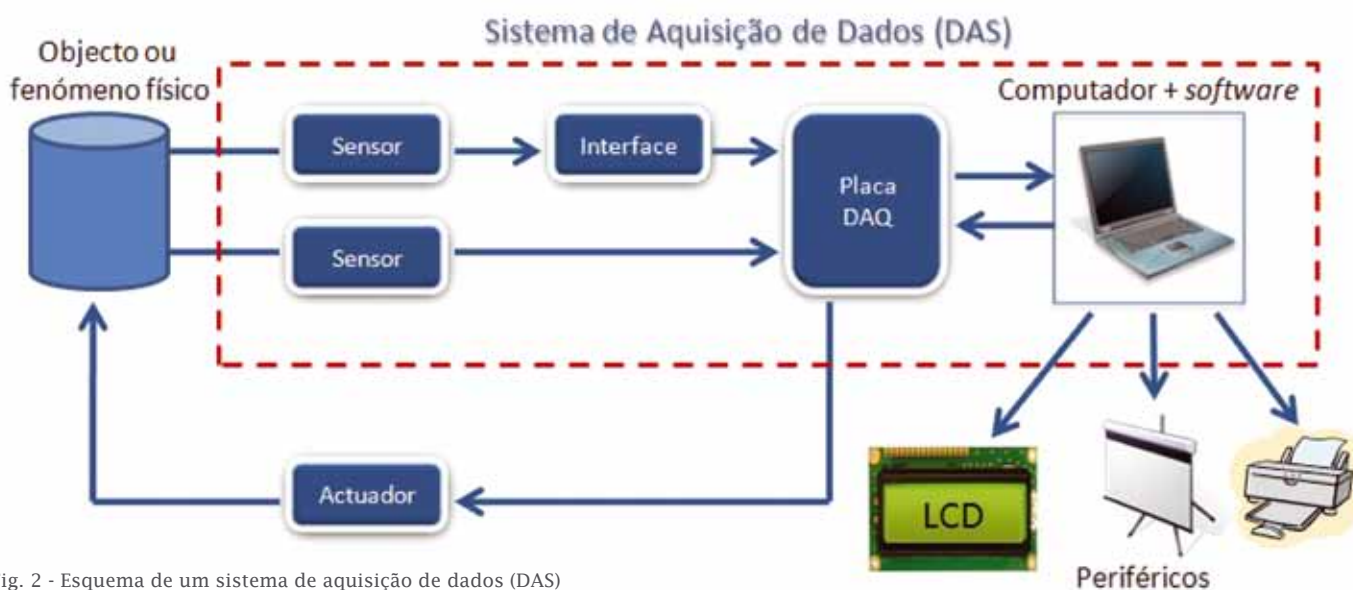 Sistema de Aquisição de Dados (DAS)
Objecto ou
fenómeno físico
Computador + software
Sensor
Interface
Placa
DAQ
Sensor
Actuador
LCD
Periféricos
ig. 2 - Esquema de um sistema de aquisição de dados (DAS)